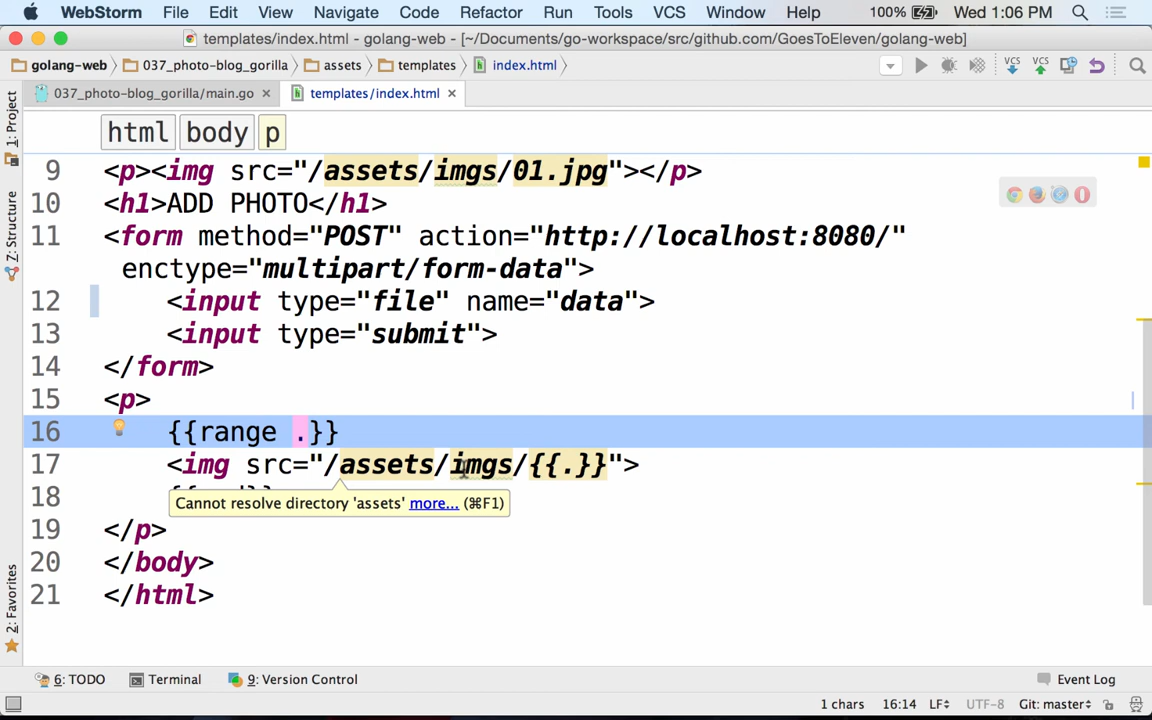 WebStorm File Edit View Navigate Code Refactor Run Tools VCS Window Help 100% Wed 1:06 PM
templates/index.html - golang-web - [~/Documents/go-workspace/src/github.com/GoesToEleven/golang-web]
golang-web 037_photo-blog_gorilla assets templates index.html VCS VCS
037_photo-blog_gorilla/main.go templates/index.html
1: Project
Z: Structure
2: Favorites
html body p
9 <p><img src="/assets/imgs/01.jpg"></p>
10 <h1>ADD PHOTO</h1>
11 <form method="POST" action="http://localhost:8080/"
enctype="multipart/form-data">
12 <input type="file" name="data">
13 <input type="submit">
14 </form>
15 <p>
16 {{range .}}
17 <img src="/assets/imgs/{{.}}">
18
Cannot resolve directory 'assets' more... (⌘F1)
19 </p>
20 </body>
21 </html>
6: TODO Terminal 9: Version Control Event Log
1 chars 16:14 LF UTF-8 Git: master